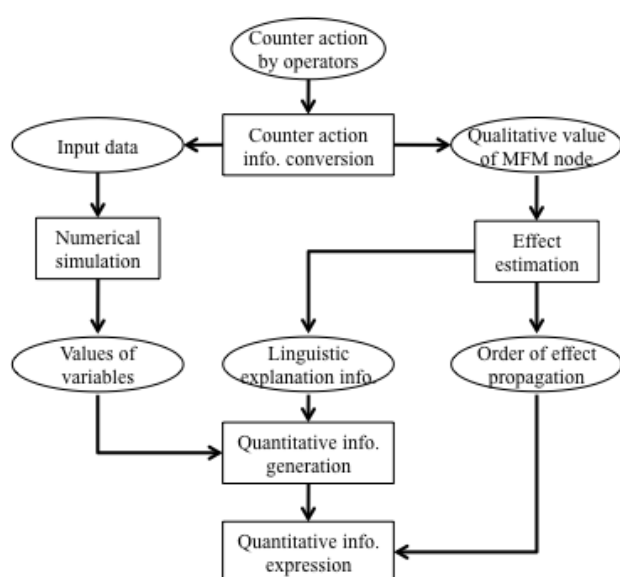 Counter action
by operators
Input data
Counter action
info. conversion
Qualitative value
of MFM node
Numerical
simulation
Effect
estimation
Values of
variables
Linguistic
explanation info.
Order of effect
propagation
Quantitative info.
generation
Quantitative info.
expression